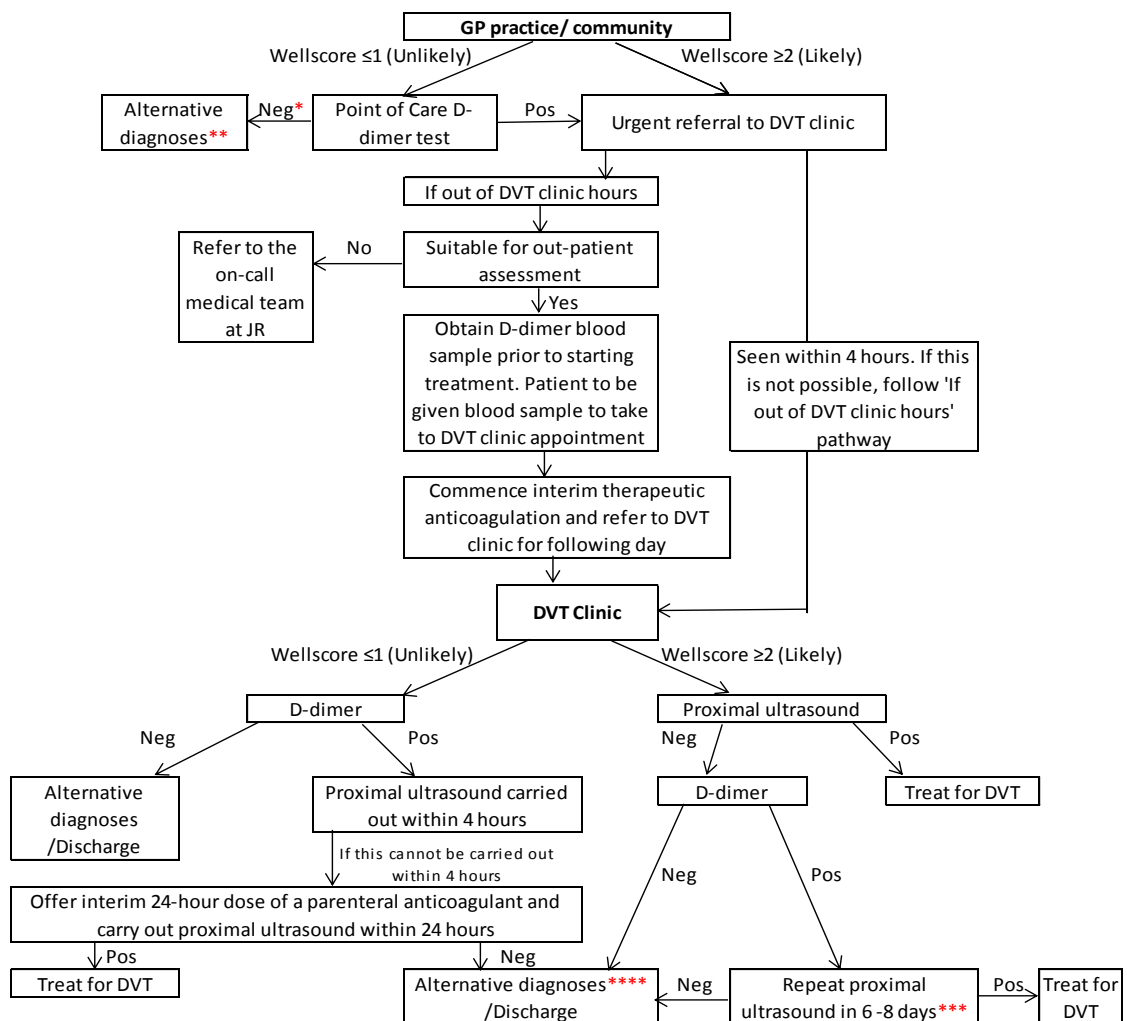 GP practice/ community
Wellscore ≤1 (Unlikely)
Wellscore ≥2 (Likely)
Alternative
diagnoses**
Neg*
Point of Care D-
dimer test
Pos
Urgent referral to DVT clinic
If out of DVT clinic hours
Refer to the
on-call
medical team
at JR
No
Suitable for out-patient
assessment
Yes
Obtain D-dimer blood
sample prior to starting
treatment. Patient to be
given blood sample to take
to DVT clinic appointment
Seen within 4 hours. If this
is not possible, follow 'If
out of DVT clinic hours'
pathway
Commence interim therapeutic
anticoagulation and refer to DVT
clinic for following day
DVT Clinic
Wellscore ≤1 (Unlikely)
Wellscore ≥2 (Likely)
D-dimer
Proximal ultrasound
Neg
Pos
Neg
Pos
Alternative
diagnoses
/Discharge
Proximal ultrasound carried
out within 4 hours
D-dimer
Treat for DVT
If this cannot be carried out
within 4 hours
Neg
Pos
Offer interim 24-hour dose of a parenteral anticoagulant and
carry out proximal ultrasound within 24 hours
Pos
Neg
Treat for DVT
Alternative diagnoses****
/Discharge
Neg
Repeat proximal
ultrasound in 6 -8 days***
Pos
Treat for
DVT